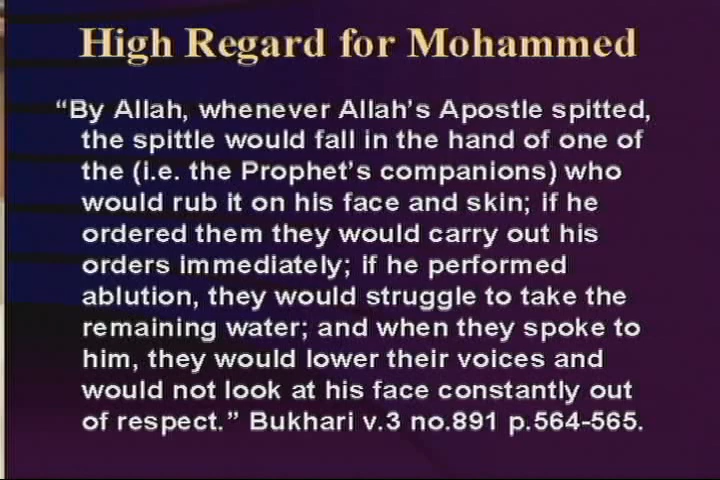 High Regard for Mohammed
“By Allah, whenever Allah’s Apostle spitted,
the spittle would fall in the hand of one of
the (i.e. the Prophet’s companions) who
would rub it on his face and skin; if he
ordered them they would carry out his
orders immediately; if he performed
ablution, they would struggle to take the
remaining water; and when they spoke to
him, they would lower their voices and
would not look at his face constantly out
of respect.” Bukhari v.3 no.891 p.564-565.